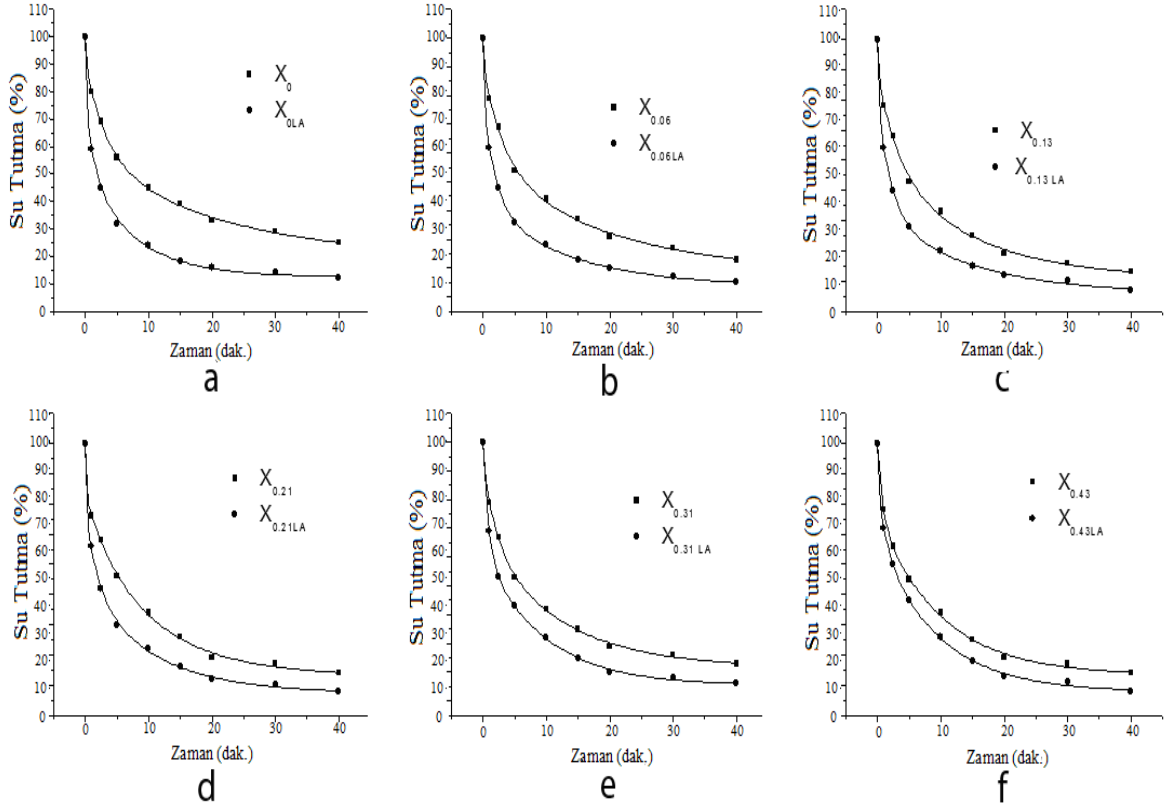 110
100
90
80
70
60
50
40
30
20
10
0
Su Tutma (%)
X0
X0LA
0 10 20 30 40
Zaman (dak.)
a
110
100
90
80
70
60
50
40
30
20
10
0
Su Tutma (%)
X0.06
X0.06LA
0 10 20 30 40
Zaman (dak.)
b
110
100
90
80
70
60
50
40
30
20
10
0
Su Tutma (%)
X0.13
X0.13 LA
0 10 20 30 40
Zaman (dak.)
c
110
100
90
80
70
60
50
40
30
20
10
0
Su Tutma (%)
X0.21
X0.21LA
0 10 20 30 40
Zaman (dak.)
d
110
100
90
80
70
60
50
40
30
20
10
0
Su Tutma (%)
X0.31
X0.31 LA
0 10 20 30 40
Zaman (dak.)
e
110
100
90
80
70
60
50
40
30
20
10
0
Su Tutma (%)
X0.43
X0.43LA
0 10 20 30 40
Zaman (dak.)
f